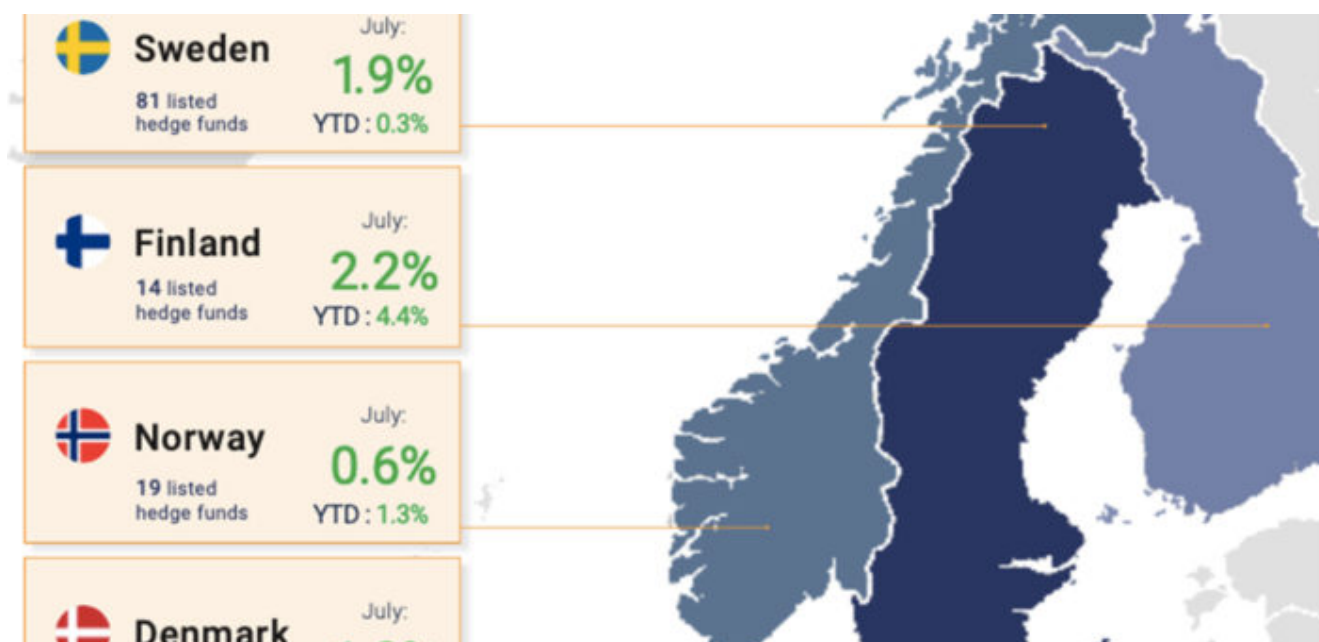 Sweden
July:
1.9%
81 listed
hedge funds
YTD : 0.3%
Finland
July:
2.2%
14 listed
hedge funds
YTD : 4.4%
Norway
July:
0.6%
19 listed
hedge funds
YTD : 1.3%
Denmark
July: